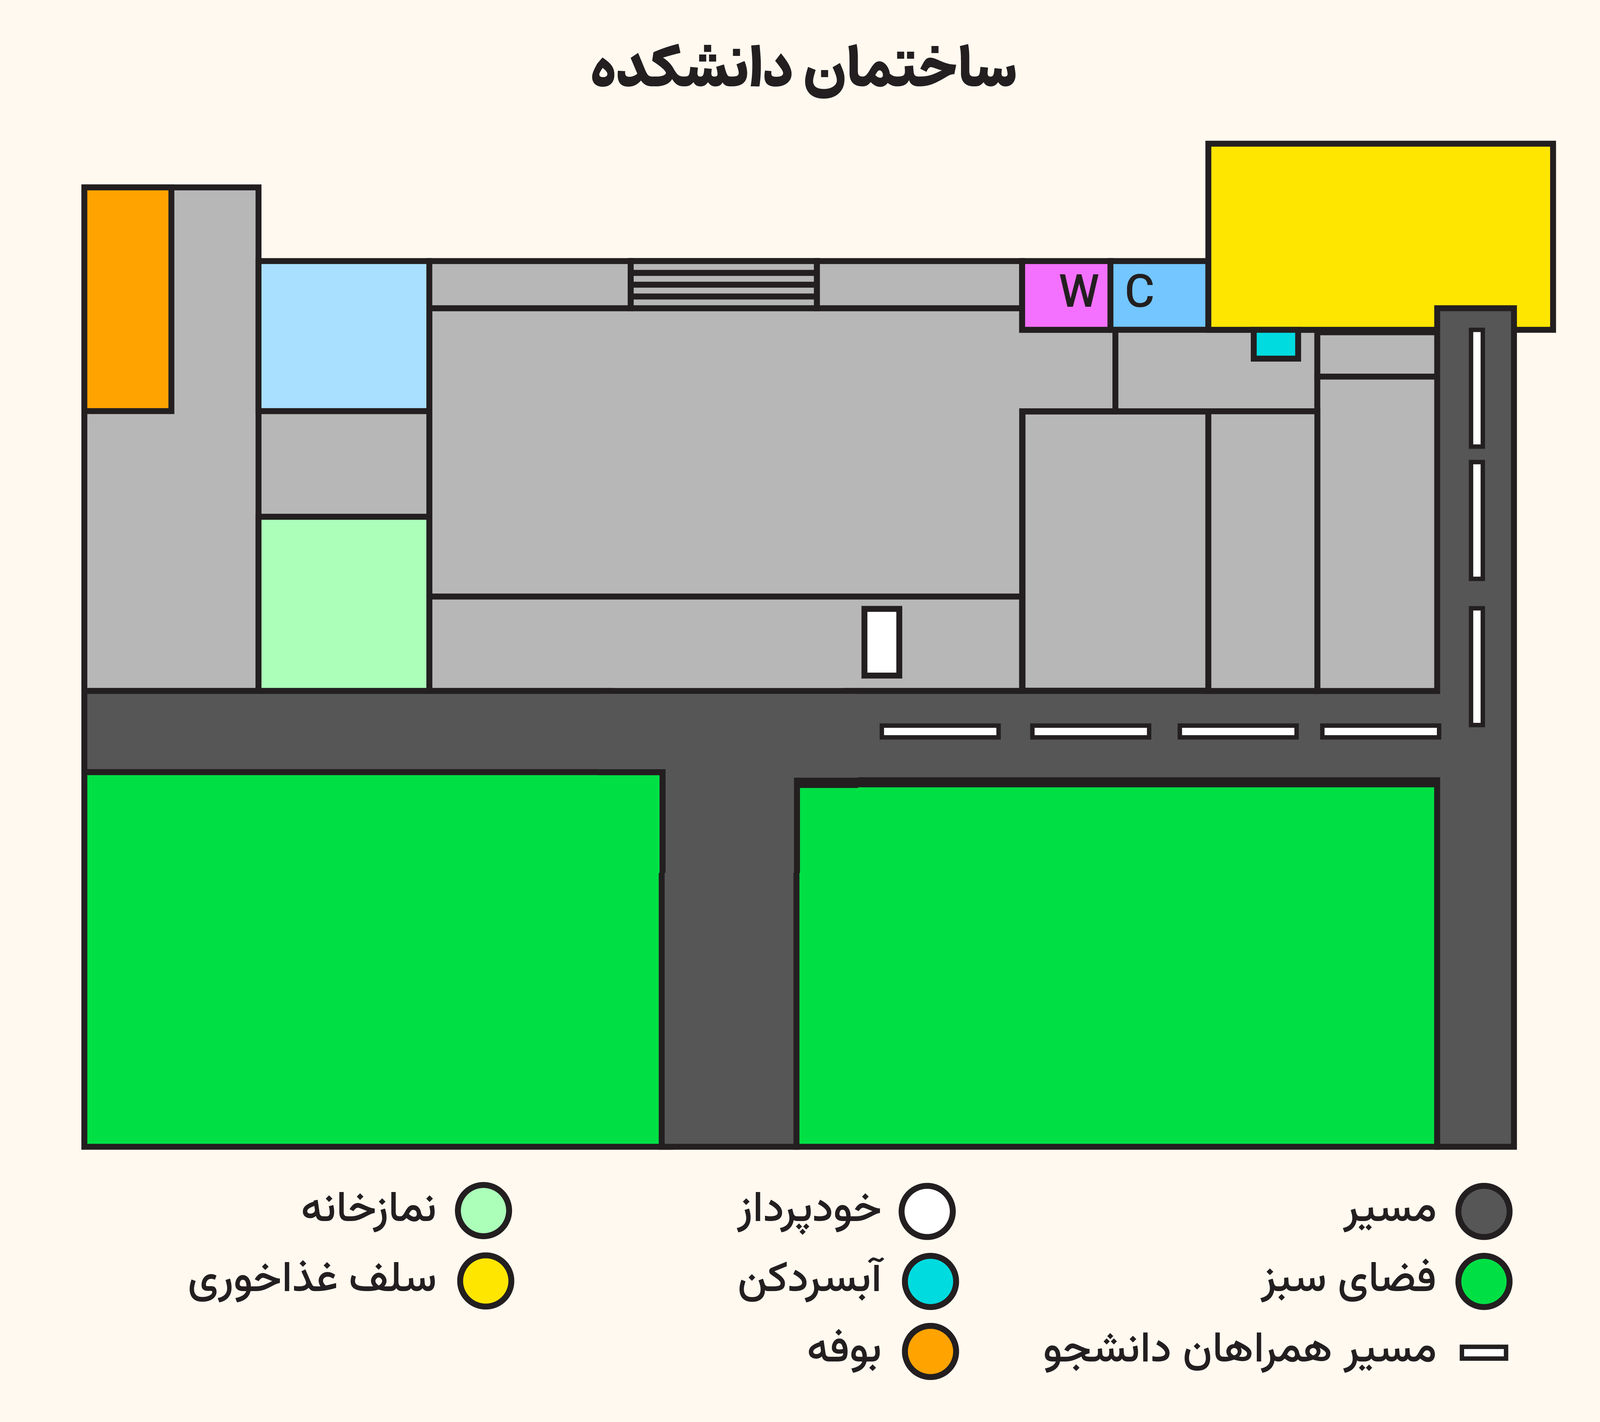 ساختمان دانشکده
W C
مسیر
فضای سبز
مسیر همراهان دانشجو
خودپرداز
آبسردکن
بوفه
نمازخانه
سلف غذاخوری